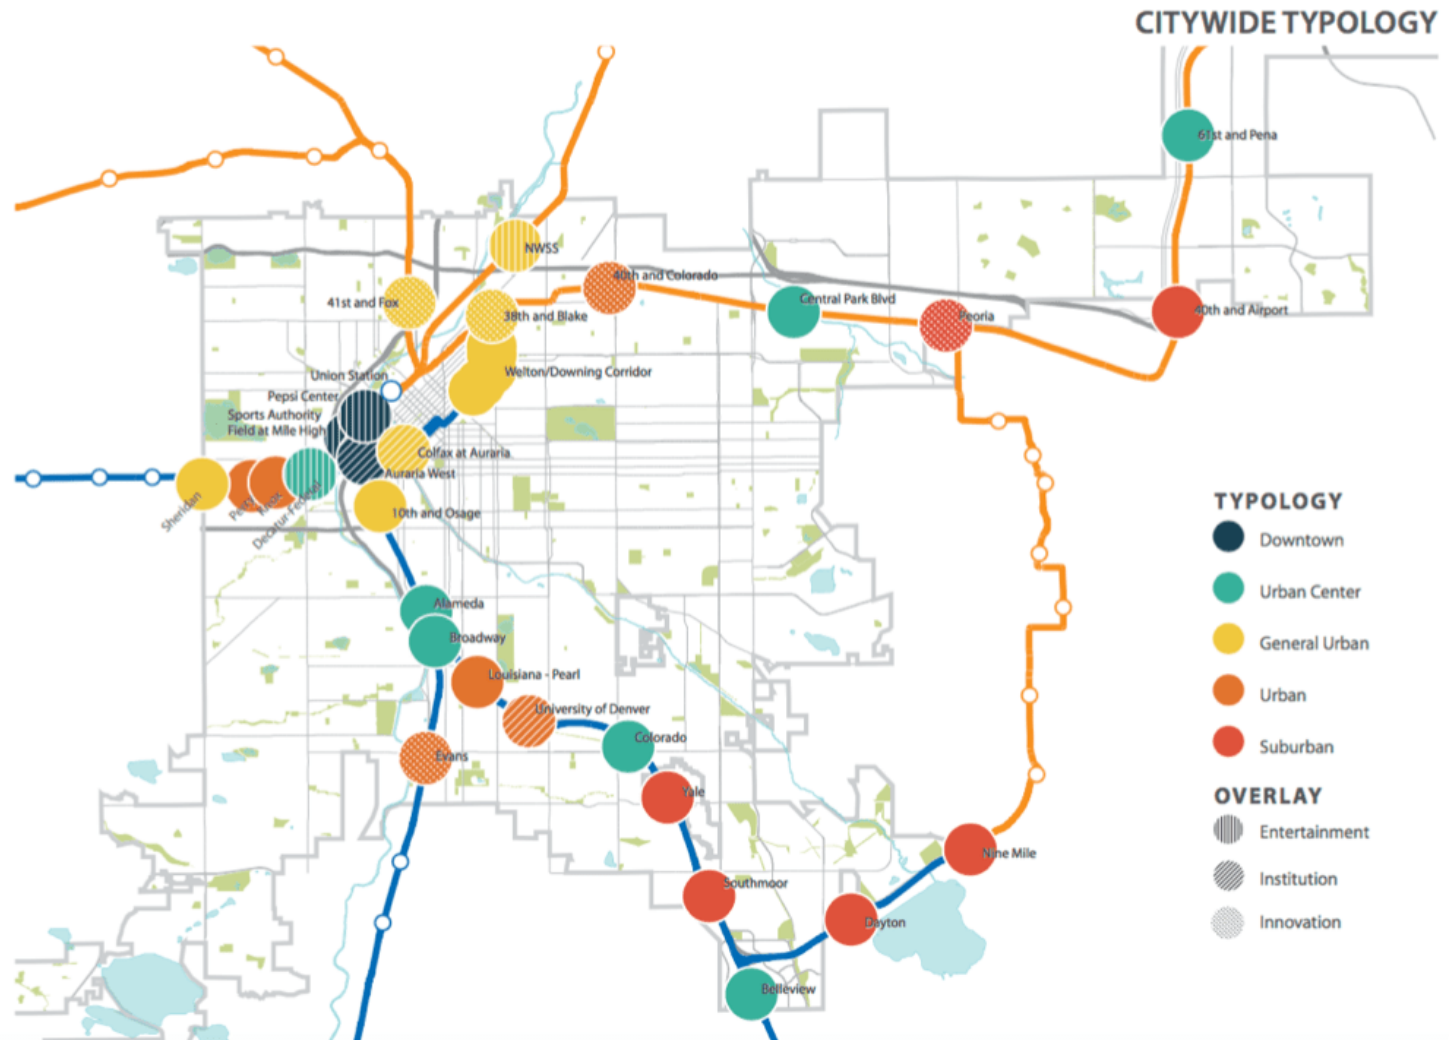 CITYWIDE TYPOLOGY
61st and Pena
NWSS
40th and Colorado
41st and Fox
Central Park Blvd
40th and Airport
38th and Blake
Peoria
Union Station
Welton/Downing Corridor
Pepsi Center
Sports Authority
Field at Mile High
Colfax at Auraria
Auraria West
Sheridan
Perry
Knox
Decatur-Federal
10th and Osage
Alameda
Broadway
Louisiana - Pearl
University of Denver
Colorado
Evans
Yale
Southmoor
Nine Mile
Dayton
Belleview
TYPOLOGY
Downtown
Urban Center
General Urban
Urban
Suburban
OVERLAY
Entertainment
Institution
Innovation